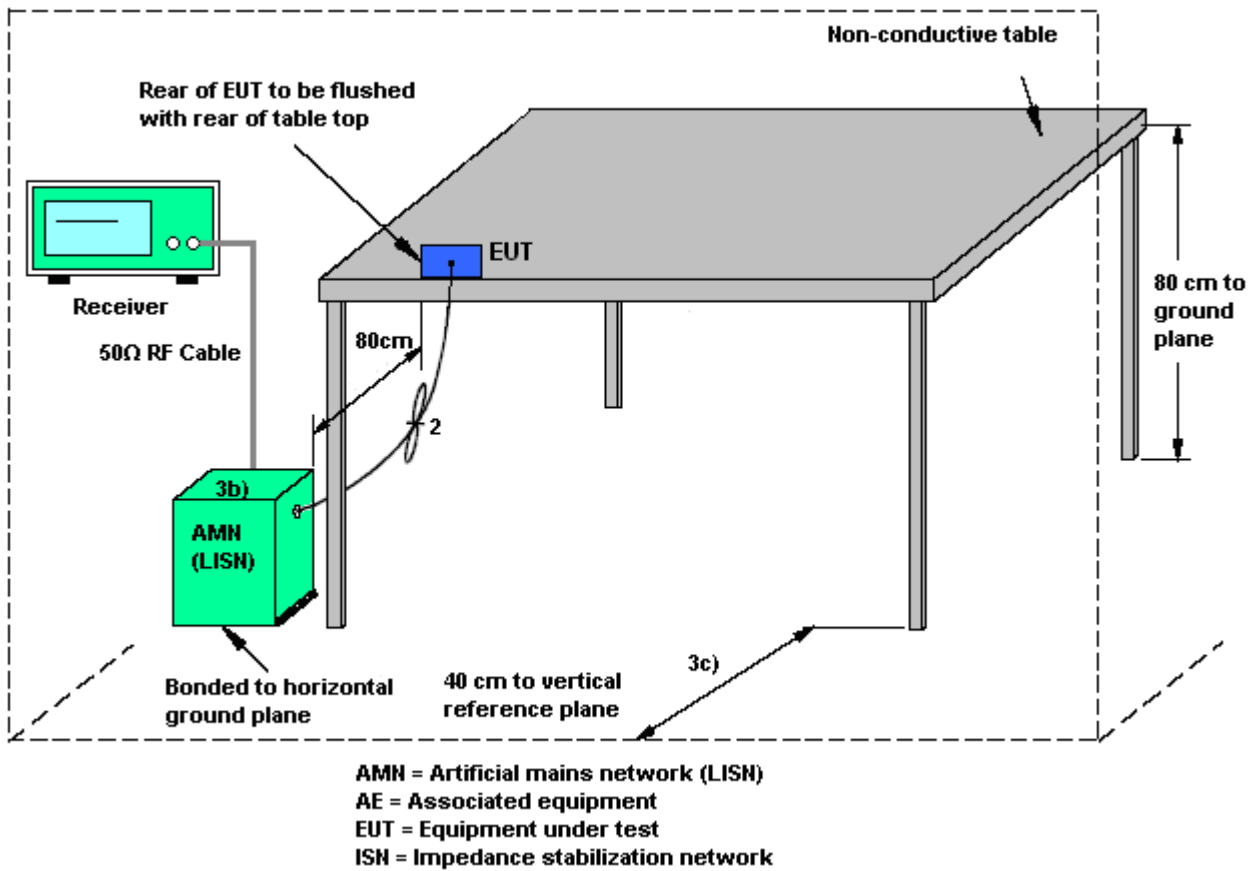 Non-conductive table
Rear of EUT to be flushed
with rear of table top
EUT
Receiver
80 cm to
ground
plane
80cm
50Ω RF Cable
2
3b)
AMN
(LISN)
3c)
Bonded to horizontal
ground plane
40 cm to vertical
reference plane
AMN = Artificial mains network (LISN)
AE = Associated equipment
EUT = Equipment under test
ISN = Impedance stabilization network